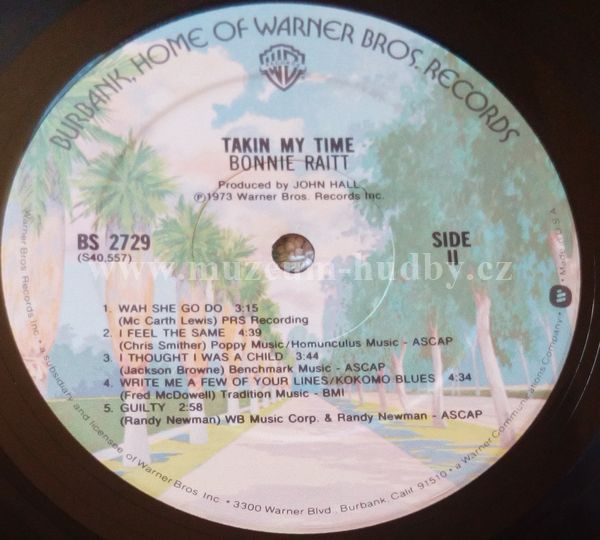 BURBANK, HOME OF WARNER BROS. RECORDS
TAKIN MY TIME
BONNIE RAITT
Produced by JOHN HALL
℗1973 Warner Bros. Records Inc.
BS 2729
(S40,557)
SIDE
II
www.muzeum-hudby.cz
1. WAH SHE GO DO 3:15
(Mc Carth Lewis) PRS Recording
2. I FEEL THE SAME 4:39
(Chris Smither) Poppy Music/Homunculus Music - ASCAP
3. I THOUGHT I WAS A CHILD 3:44
(Jackson Browne) Benchmark Music - ASCAP
4. WRITE ME A FEW OF YOUR LINES/KOKOMO BLUES 4:34
(Fred McDowell) Tradition Music - BMI
5. GUILTY 2:58
(Randy Newman) WB Music Corp. & Randy Newman - ASCAP
Warner Bros. Records Inc. • a subsidiary and licensee of Warner Bros. Inc. • 3300 Warner Blvd., Burbank, Calif. 91510 • a Warner Communications Company • Made in U.S.A.